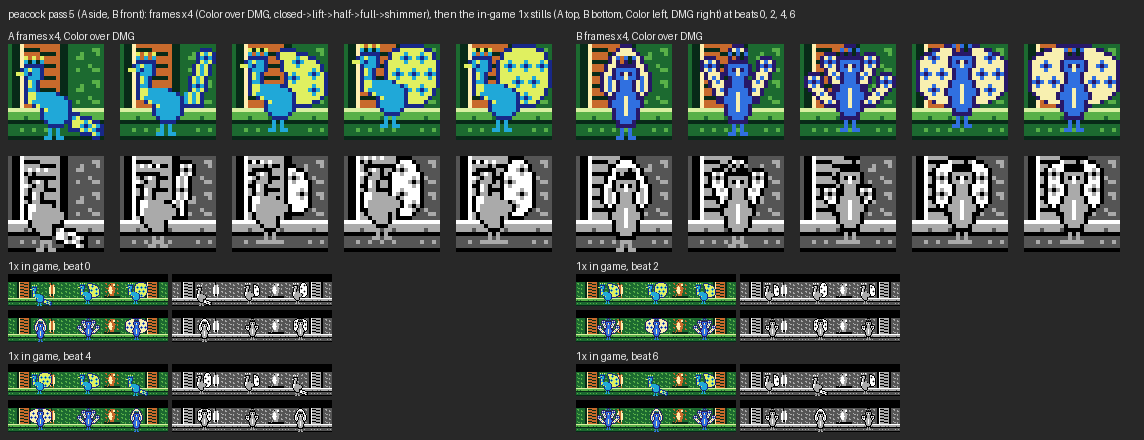 peacock pass 5 (A side, B front): frames x4 (Color over DMG, closed->lift->half->full->shimmer), then the in-game 1x stills (A top, B bottom, Color left, DMG right) at beats 0, 2, 4, 6
A frames x4, Color over DMG
B frames x4, Color over DMG
1x in game, beat 0
1x in game, beat 2
1x in game, beat 4
1x in game, beat 6